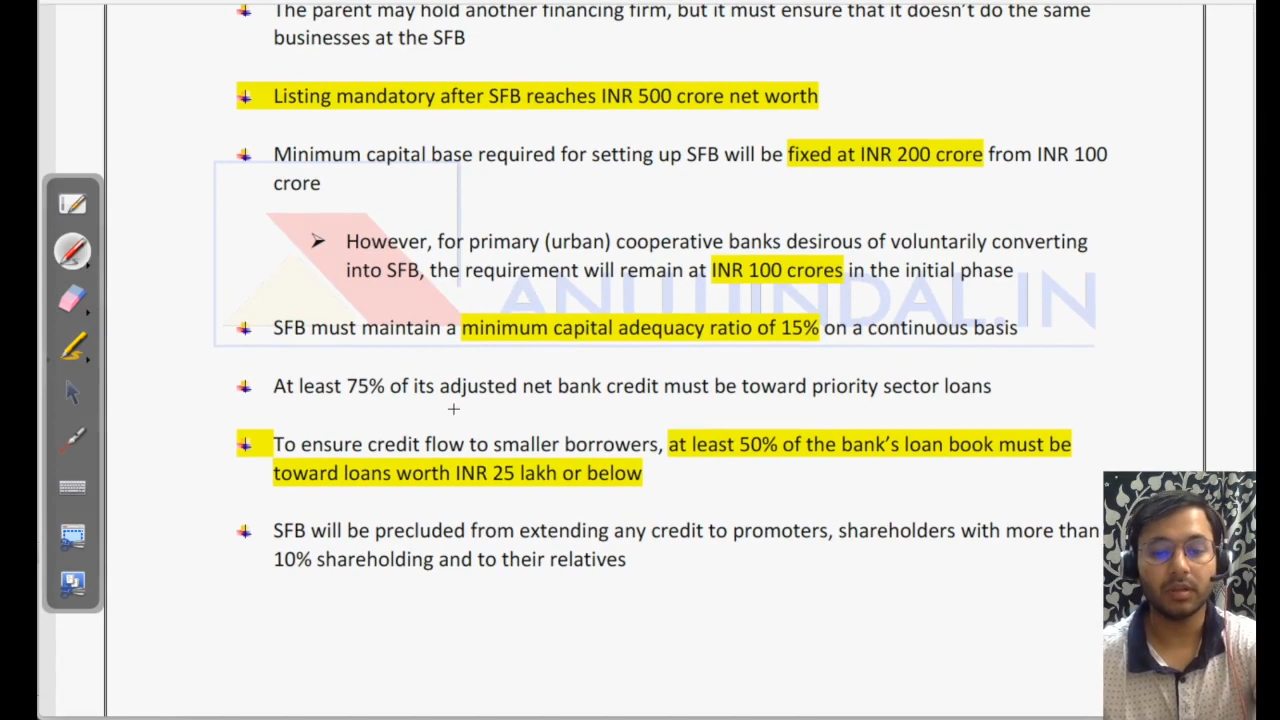 The parent may hold another financing firm, but it must ensure that it doesn't do the same
businesses at the SFB
Listing mandatory after SFB reaches INR 500 crore net worth
Minimum capital base required for setting up SFB will be fixed at INR 200 crore from INR 100
crore
However, for primary (urban) cooperative banks desirous of voluntarily converting
into SFB, the requirement will remain at INR 100 crores in the initial phase
ANUJJINDAL.IN
SFB must maintain a minimum capital adequacy ratio of 15% on a continuous basis
At least 75% of its adjusted net bank credit must be toward priority sector loans
To ensure credit flow to smaller borrowers, at least 50% of the bank's loan book must be
toward loans worth INR 25 lakh or below
SFB will be precluded from extending any credit to promoters, shareholders with more than
10% shareholding and to their relatives